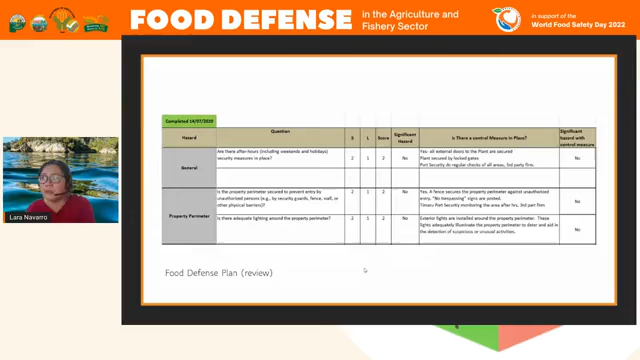 FOOD DEFENSE
in the Agriculture and
Fishery Sector
in support of the
World Food Safety Day 2022
Completed 14/07/2020
Hazard
Question
S
L
Score
Significant
Hazard
Is There a control Measure in Place?
Significant
hazard with
control measure
General
Are there after-hours (including weekends and holidays)
security measures in place?
2
1
2
No
Yes- all external doors to the Plant are secured
Plant secured by locked gates
Port Security do regular checks of all areas, 3rd party firm.
No
Property Perimeter
Is the property perimeter secured to prevent entry by
unauthorized persons (e.g., by security guards, fence, wall, or
other physical barriers)?
2
1
2
No
Yes. A fence secures the property perimeter against unauthorized
entry. "No trespassing" signs are posted.
Timaru Port Security monitoring the area after hrs. 3rd part firm
No
Is there adequate lighting around the property perimeter?
2
1
2
No
Exterior lights are installed around the property perimeter. These
lights adequately illuminate the property perimeter to deter and aid in
the detection of suspicious or unusual activities.
No
Food Defense Plan (review)
Lara Navarro